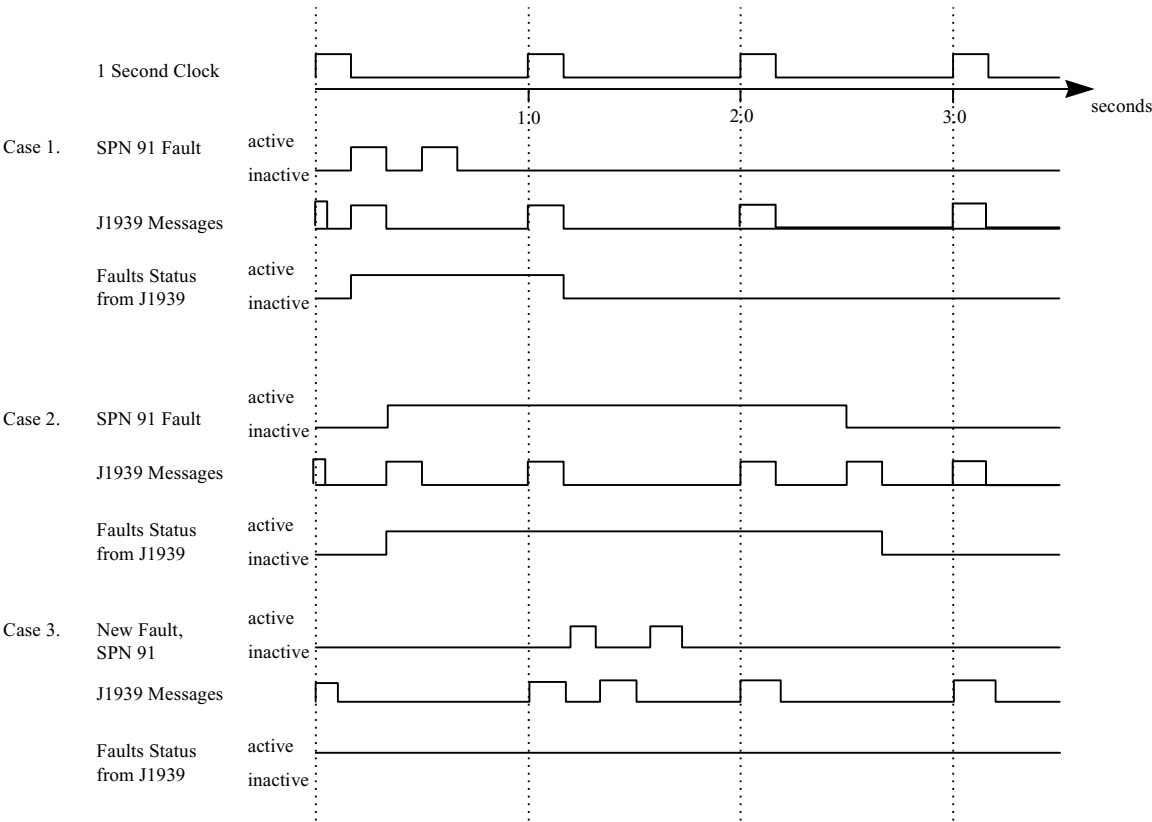 1 Second Clock
seconds
1.0
2.0
3.0
Case 1.
SPN 91 Fault
active
inactive
J1939 Messages
Faults Status
from J1939
active
inactive
Case 2.
SPN 91 Fault
active
inactive
J1939 Messages
Faults Status
from J1939
active
inactive
Case 3.
New Fault,
SPN 91
active
inactive
J1939 Messages
Faults Status
from J1939
active
inactive